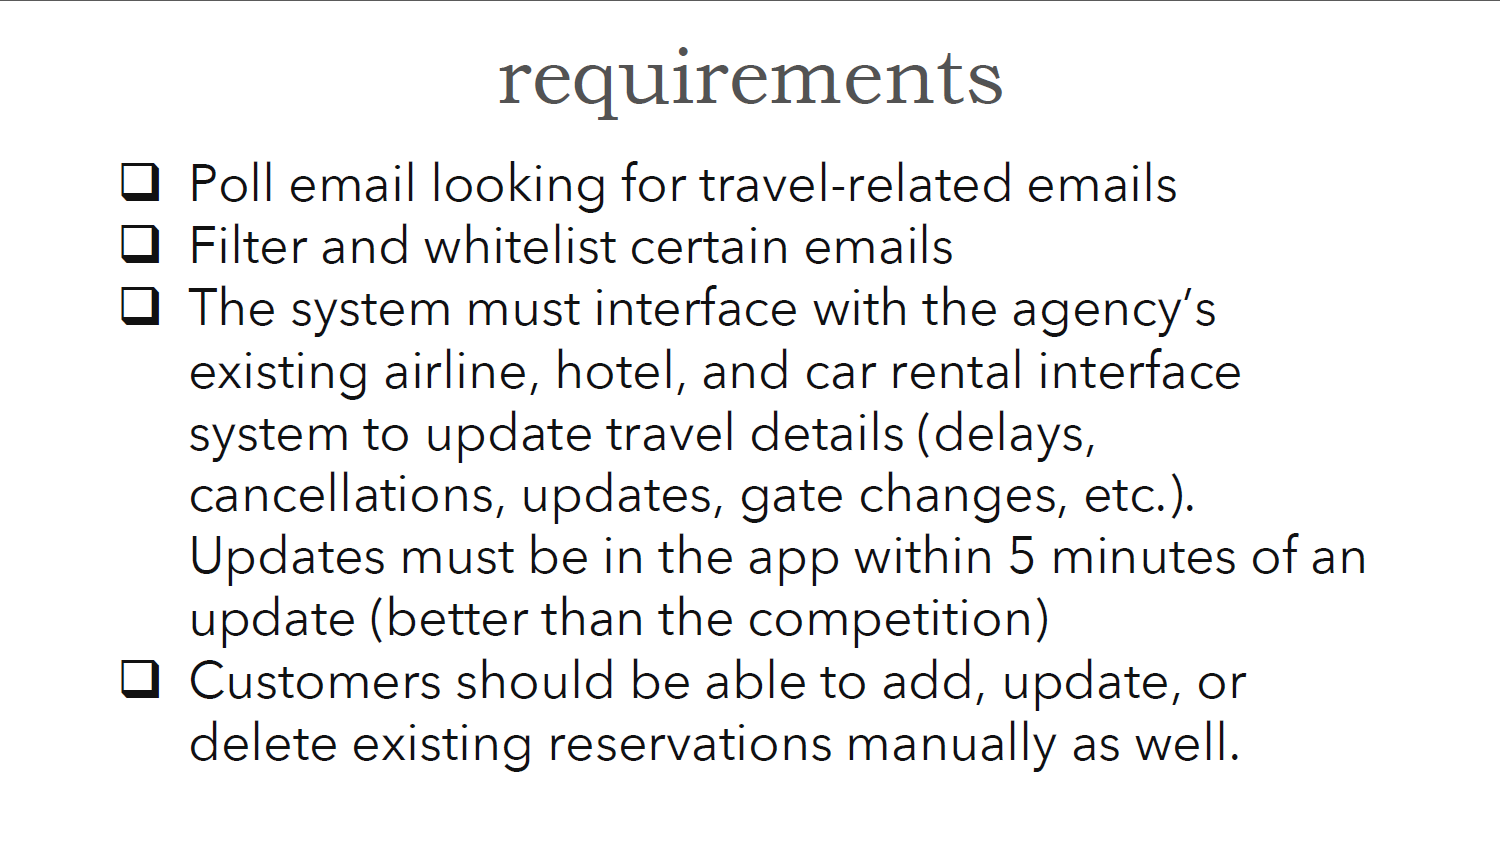 requirements
❑ Poll email looking for travel-related emails
❑ Filter and whitelist certain emails
❑ The system must interface with the agency’s
existing airline, hotel, and car rental interface
system to update travel details (delays,
cancellations, updates, gate changes, etc.).
Updates must be in the app within 5 minutes of an
update (better than the competition)
❑ Customers should be able to add, update, or
delete existing reservations manually as well.